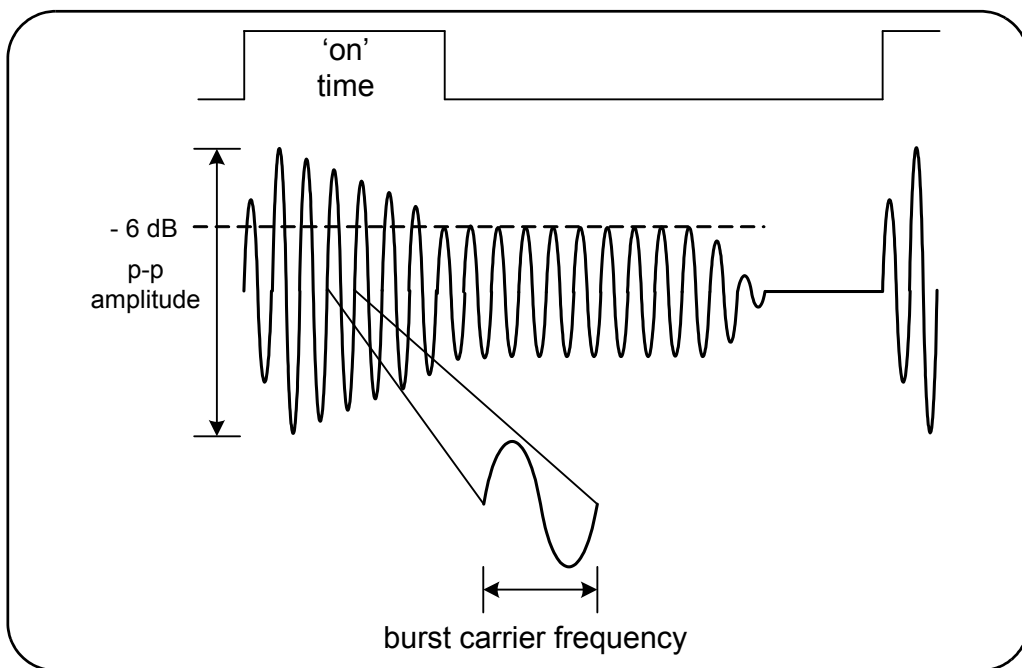 ‘on’
time
- 6 dB
p-p
amplitude
burst carrier frequency